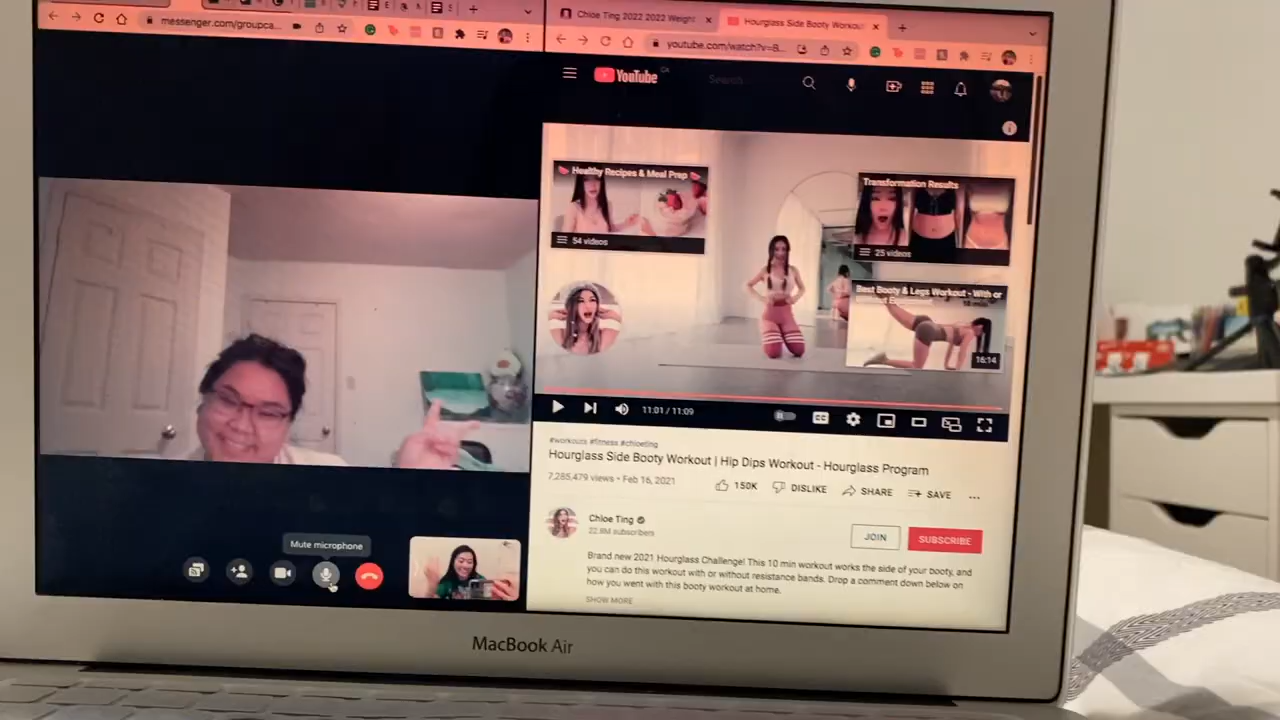 messenger.com/groupca...
Chloe Ting 2022 2022 Weight
Hourglass Side Booty Workout
youtube.com/watch?v=B...
YouTube
CA
Search
Healthy Recipes & Meal Prep
54 videos
Transformation Results
25 videos
Best Booty & Legs Workout - With or
16:14
11:01 / 11:09
#workouts #fitness #chloeting
Hourglass Side Booty Workout | Hip Dips Workout - Hourglass Program
7,285,479 views • Feb 16, 2021
150K
DISLIKE
SHARE
SAVE
Chloe Ting
22.8M subscribers
JOIN
SUBSCRIBE
Brand new 2021 Hourglass Challenge! This 10 min workout works the side of your booty, and
you can do this workout with or without resistance bands. Drop a comment down below on
how you went with this booty workout at home.
SHOW MORE
Mute microphone
MacBook Air